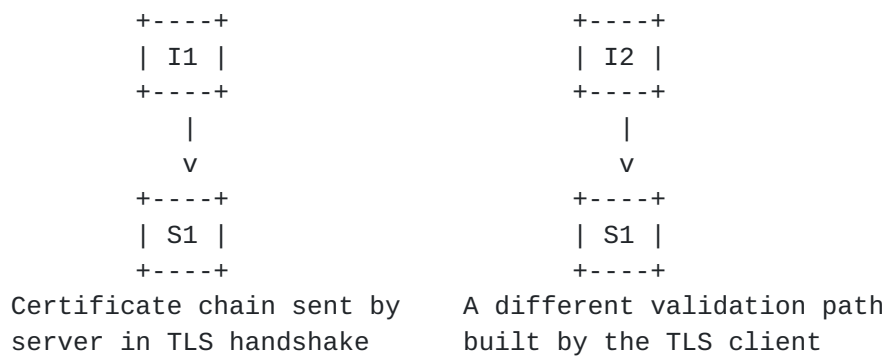 +----+                   +----+
| I1 |                   | I2 |
+----+                   +----+
|                        |
v                        v
+----+                   +----+
| S1 |                   | S1 |
+----+                   +----+
Certificate chain sent by    A different validation path
server in TLS handshake      built by the TLS client